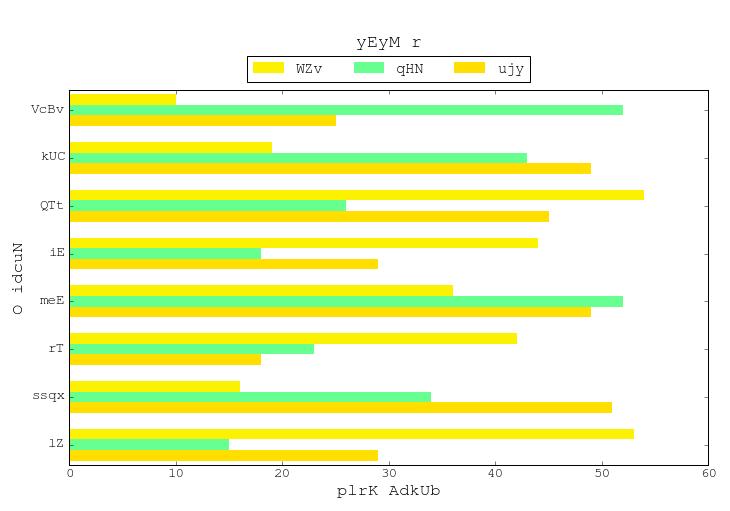 yEyM r
WZv qHN ujy
VcBv
kUC
QTt
iE
meE
rT
ssqx
lZ
O idcuN
0 10 20 30 40 50 60
plrK AdkUb